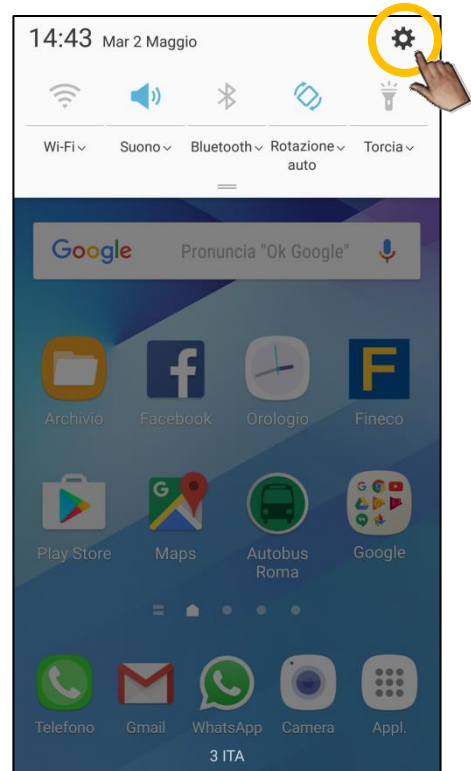 14:43 Mar 2 Maggio
Wi-Fi Suono Bluetooth Rotazione auto Torcia
Google Pronuncia "Ok Google"
Archivio Facebook Orologio Fineco
Play Store Maps Autobus Roma Google
Telefono Gmail WhatsApp Camera Appl.
3 ITA